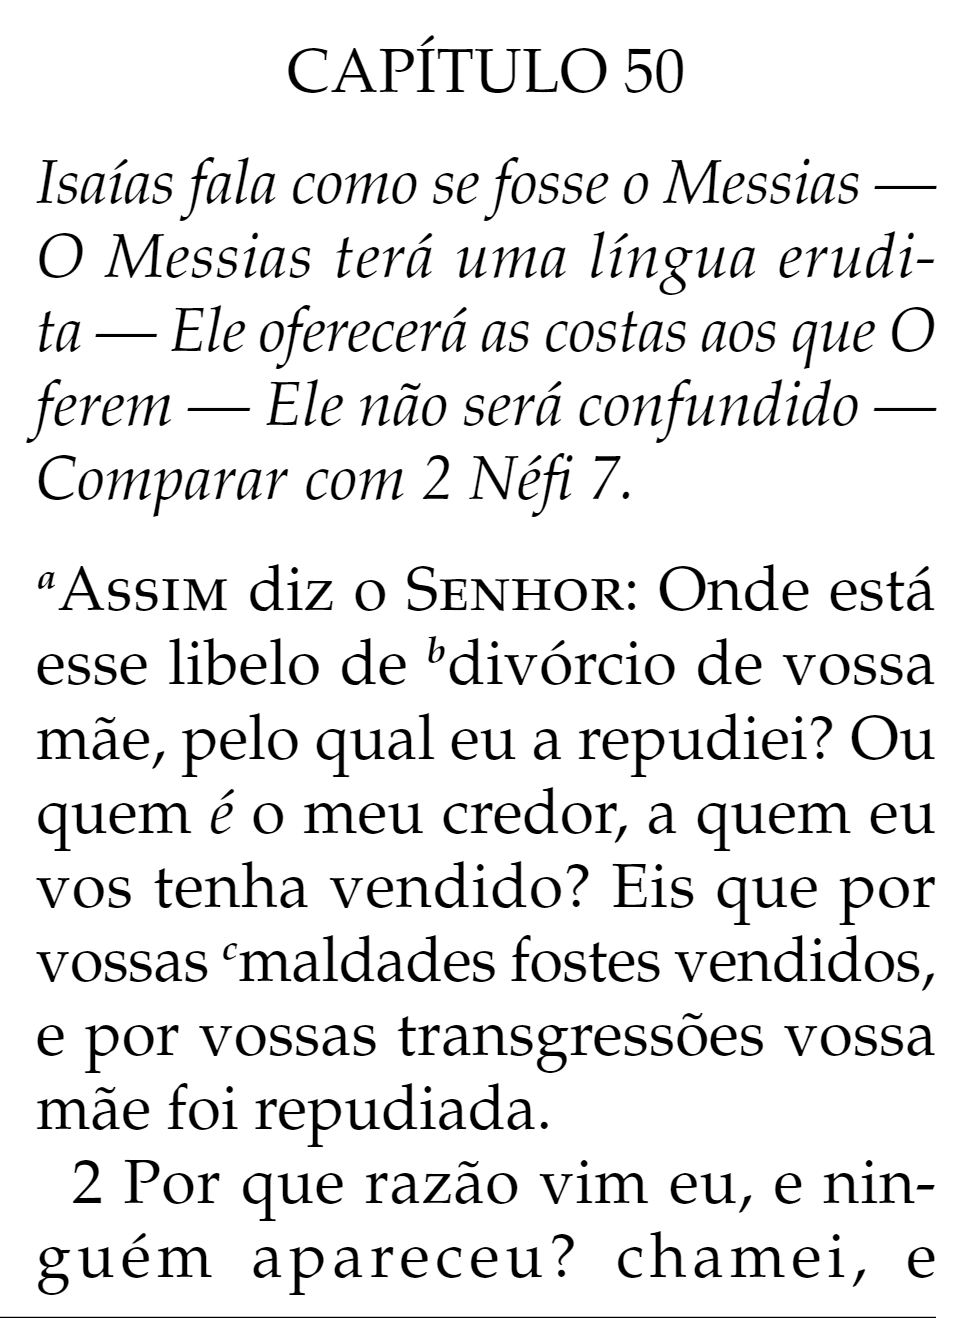 CAPÍTULO 50
Isaías fala como se fosse o Messias —
O Messias terá uma língua erudi-
ta — Ele oferecerá as costas aos que O
ferem — Ele não será confundido —
Comparar com 2 Néfi 7.
aAssim diz o Senhor: Onde está
esse libelo de bdivórcio de vossa
mãe, pelo qual eu a repudiei? Ou
quem é o meu credor, a quem eu
vos tenha vendido? Eis que por
vossas cmaldades fostes vendidos,
e por vossas transgressões vossa
mãe foi repudiada.
2 Por que razão vim eu, e nin-
guém apareceu? chamei, e